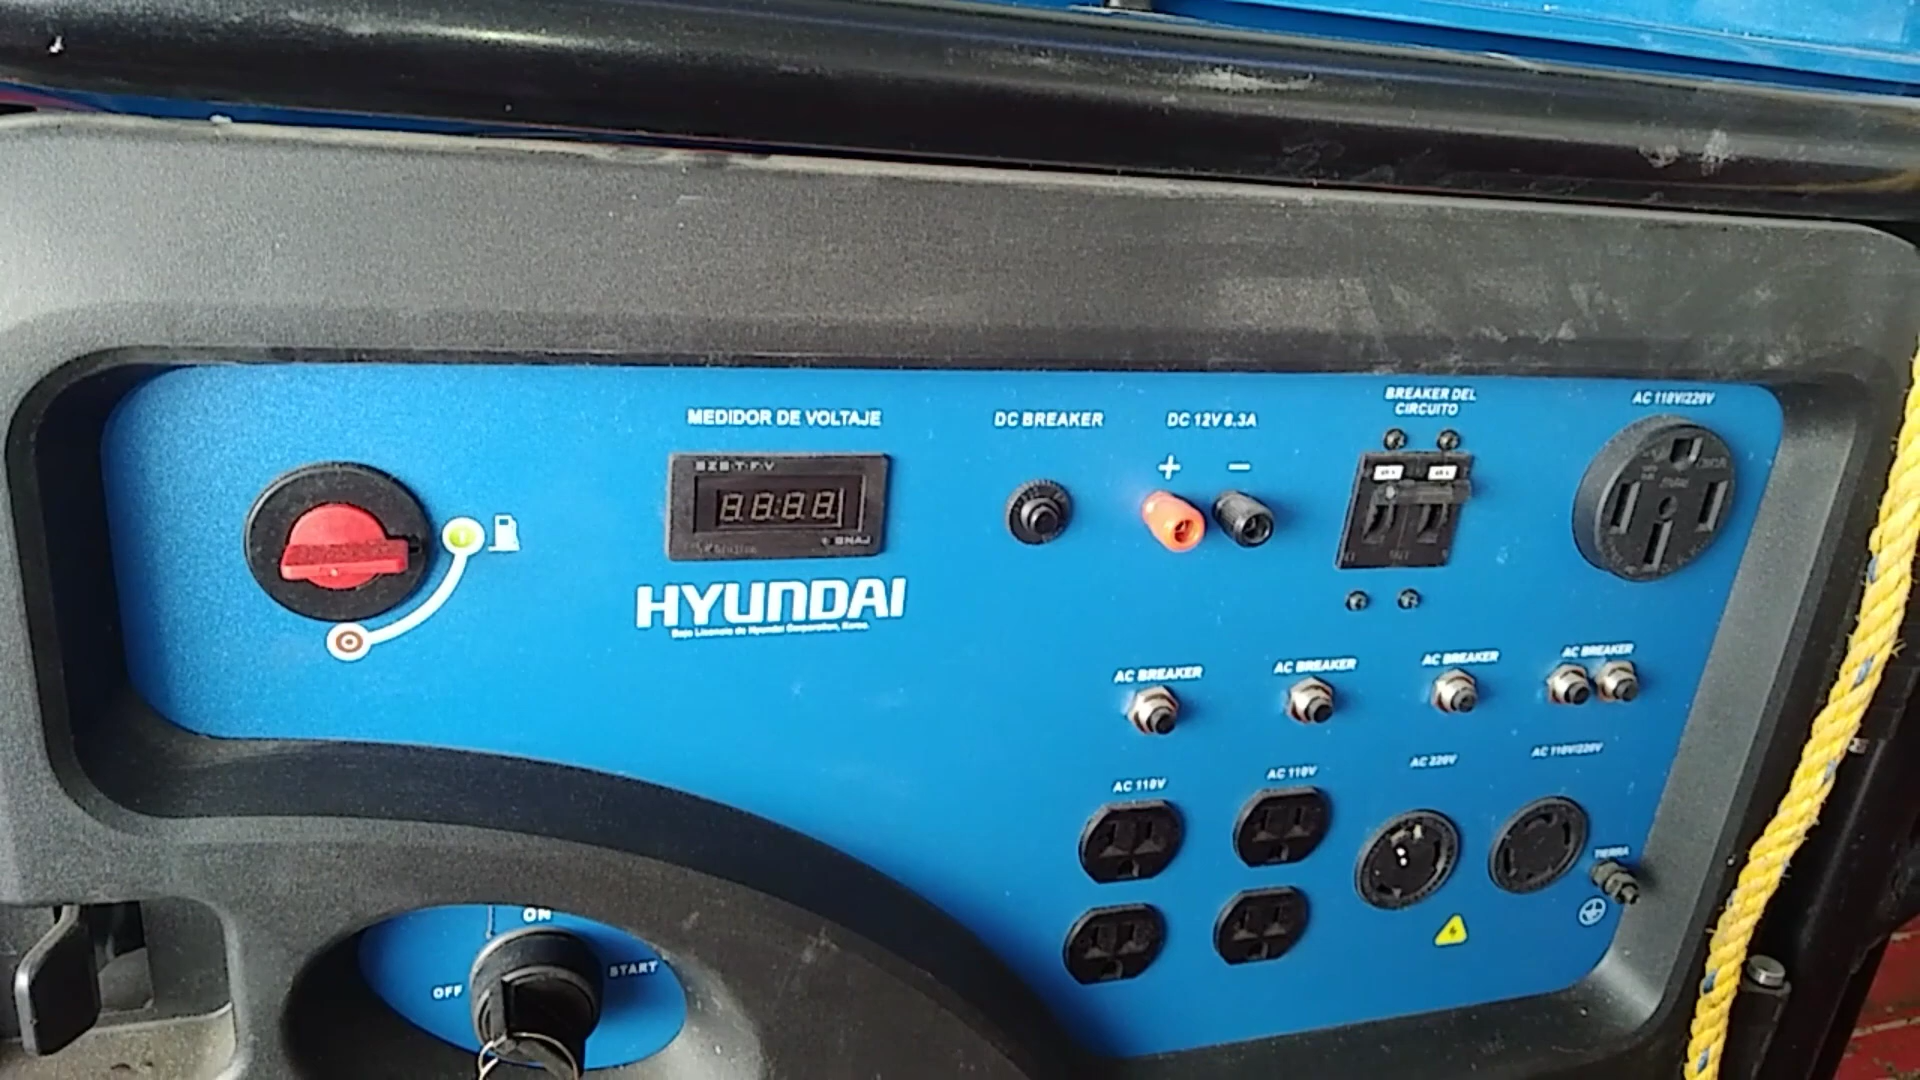 MEDIDOR DE VOLTAJE
DC BREAKER
DC 12V 8.3A
+ −
BREAKER DEL
CIRCUITO
AC 110V/220V
HYUNDAI
Bajo Licencia de Hyundai Corporation, Korea.
AC BREAKER
AC BREAKER
AC BREAKER
AC BREAKER
AC 110V
AC 110V
AC 220V
AC 110V/220V
TIERRA
ON
OFF
START